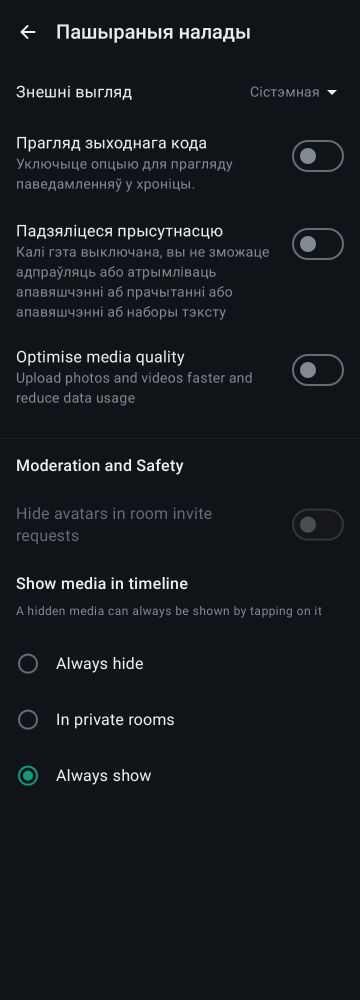 Пашыраныя налады
Знешні выгляд
Сістэмная
Прагляд зыходнага кода
Уключыце опцыю для прагляду
паведамленняў у хроніцы.
Падзяліцеся прысутнасцю
Калі гэта выключана, вы не зможаце
адпраўляць або атрымліваць
апавяшчэнні аб прачытанні або
апавяшчэнні аб наборы тэксту
Optimise media quality
Upload photos and videos faster and
reduce data usage
Moderation and Safety
Hide avatars in room invite
requests
Show media in timeline
A hidden media can always be shown by tapping on it
Always hide
In private rooms
Always show